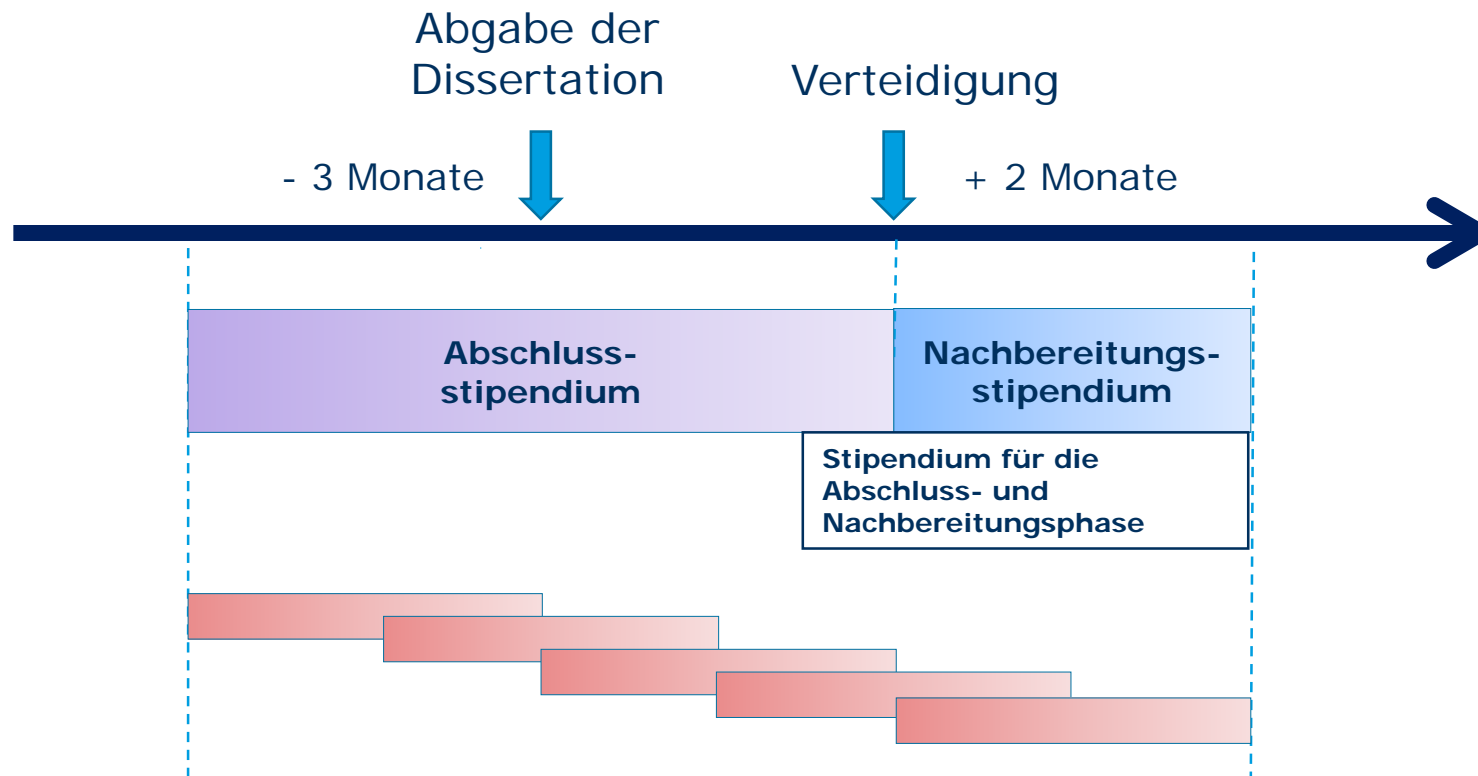 Abgabe der
Dissertation
Verteidigung
- 3 Monate
+ 2 Monate
Abschluss-
stipendium
Nachbereitungs-
stipendium
Stipendium für die
Abschluss- und
Nachbereitungsphase